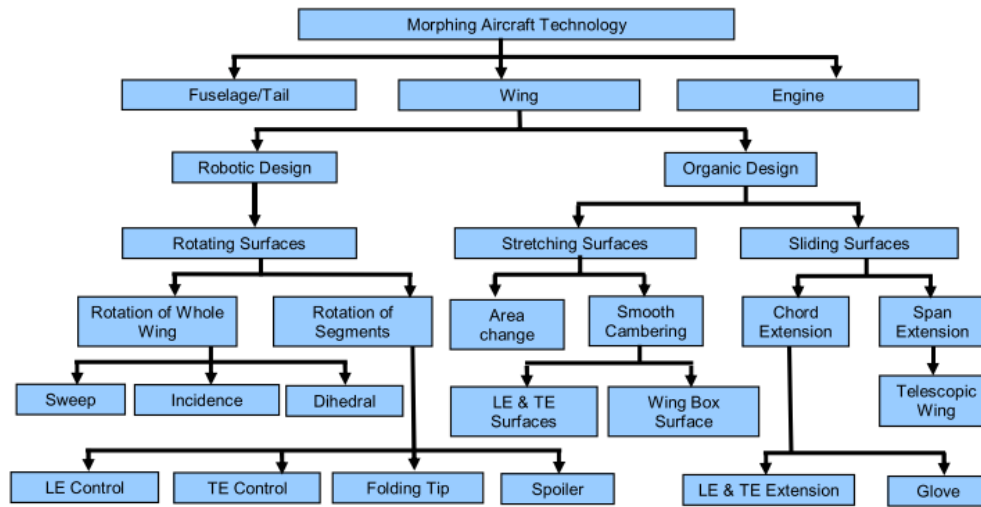 Morphing Aircraft Technology
Fuselage/Tail
Wing
Engine
Robotic Design
Organic Design
Rotating Surfaces
Stretching Surfaces
Sliding Surfaces
Rotation of Whole
Wing
Rotation of
Segments
Area
change
Smooth
Cambering
Chord
Extension
Span
Extension
Sweep
Incidence
Dihedral
LE & TE
Surfaces
Wing Box
Surface
Telescopic
Wing
LE Control
TE Control
Folding Tip
Spoiler
LE & TE Extension
Glove